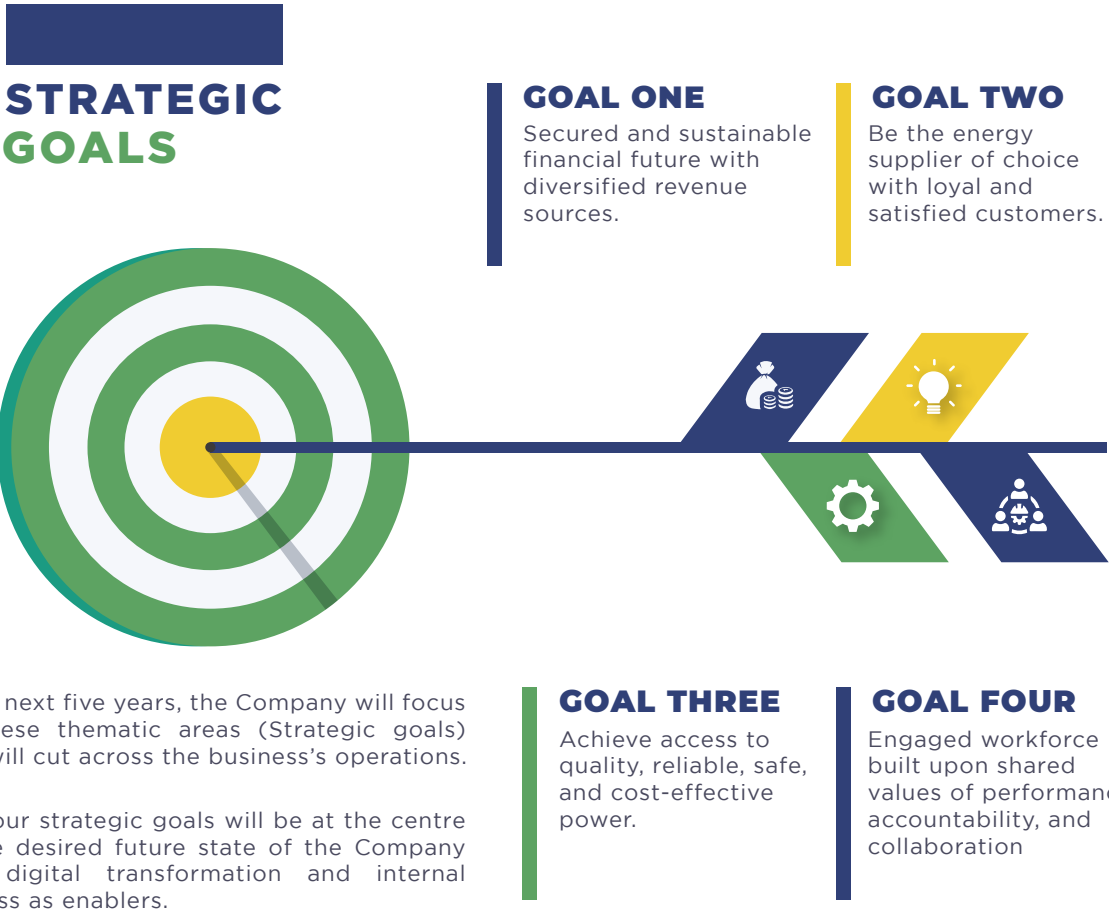 STRATEGIC
GOALS
GOAL ONE
Secured and sustainable
financial future with
diversified revenue
sources.
GOAL TWO
Be the energy
supplier of choice
with loyal and
satisfied customers.
next five years, the Company will focus
thematic areas (Strategic goals)
will cut across the business's operations.
strategic goals will be at the centre
desired future state of the Company
digital transformation and internal
as enablers.
GOAL THREE
Achieve access to
quality, reliable, safe,
and cost-effective
power.
GOAL FOUR
Engaged workforce
built upon shared
values of
accountability, and
collaboration